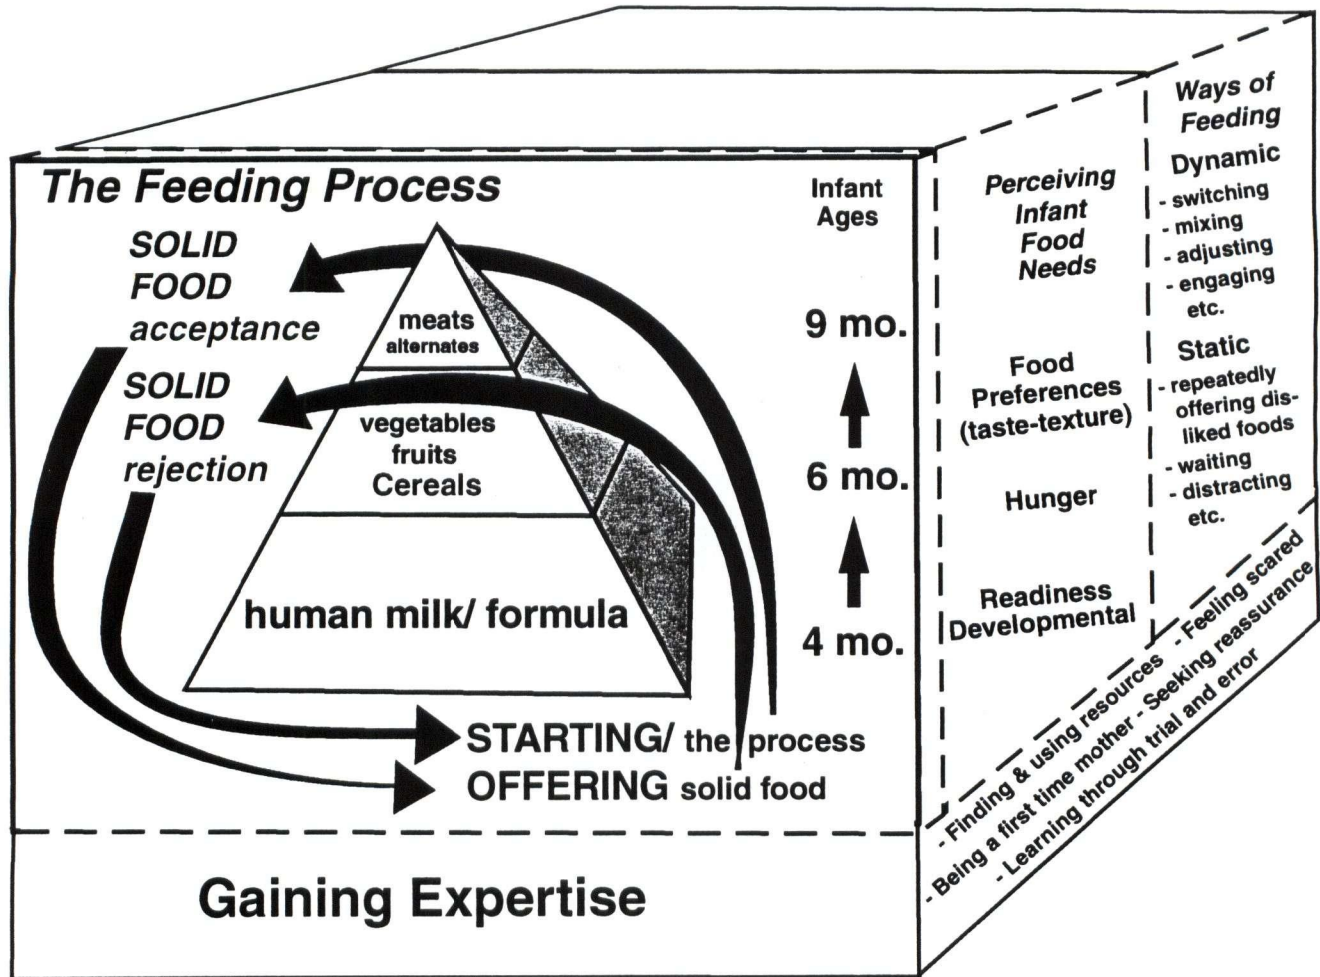 The Feeding Process
SOLID
FOOD
acceptance
SOLID
FOOD
rejection
meats
alternates
vegetables
fruits
Cereals
human milk/ formula
STARTING/ the process
OFFERING solid food
Infant
Ages
9 mo.
6 mo.
4 mo.
Gaining Expertise
Perceiving
Infant
Food
Needs
Food
Preferences
(taste-texture)
Hunger
Readiness
Developmental
Ways of
Feeding
Dynamic
- switching
- mixing
- adjusting
- engaging
etc.
Static
- repeatedly
offering dis-
liked foods
- waiting
- distracting
etc.
- Finding & using resources - Feeling scared
- Being a first time mother - Seeking reassurance
- Learning through trial and error